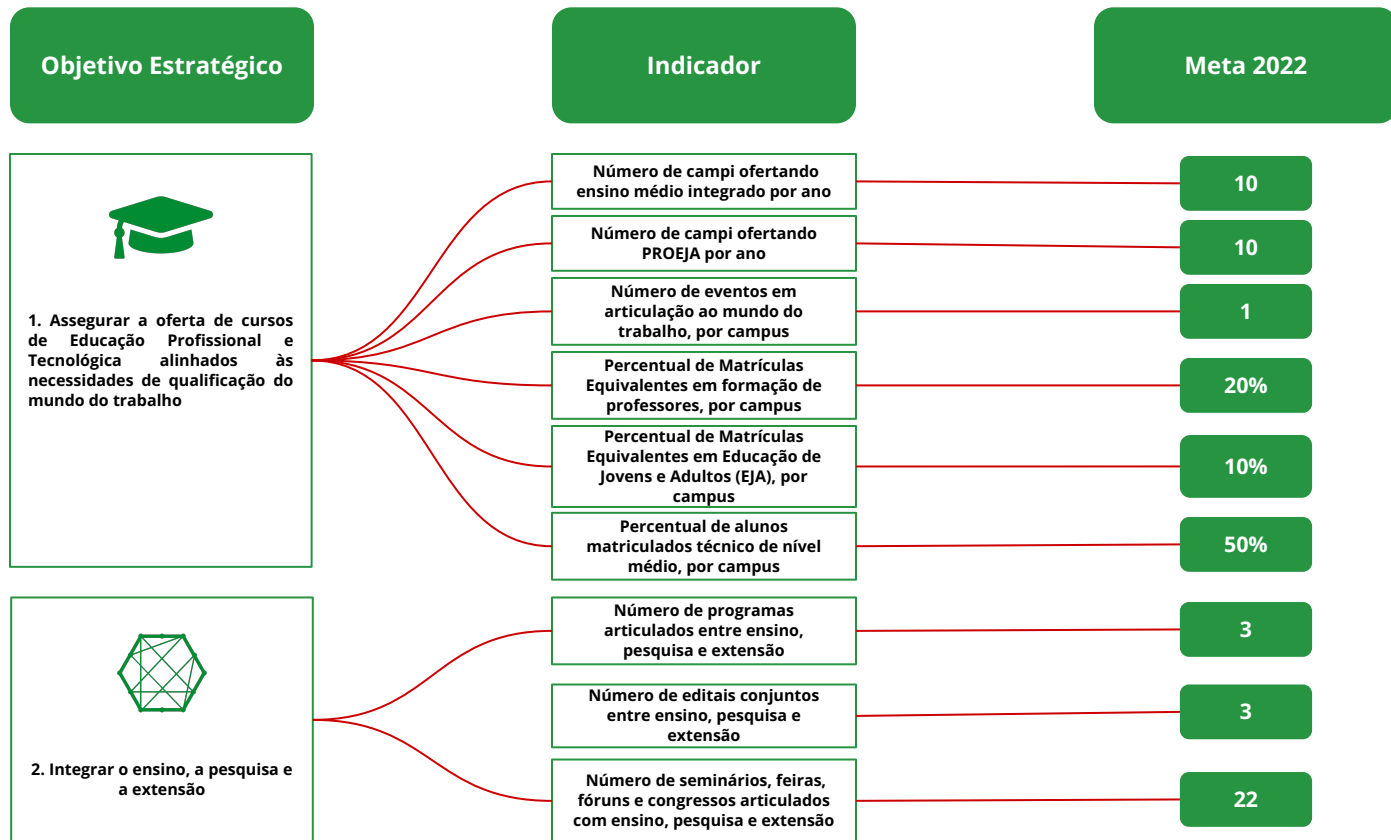 Objetivo Estratégico
Indicador
Meta 2022
1. Assegurar a oferta de cursos
de Educação Profissional e
Tecnológica alinhados às
necessidades de qualificação do
mundo do trabalho
Número de campi ofertando
ensino médio integrado por ano
10
Número de campi ofertando
PROEJA por ano
10
Número de eventos em
articulação ao mundo do
trabalho, por campus
1
Percentual de Matrículas
Equivalentes em formação de
professores, por campus
20%
Percentual de Matrículas
Equivalentes em Educação de
Jovens e Adultos (EJA), por
campus
10%
Percentual de alunos
matriculados técnico de nível
médio, por campus
50%
2. Integrar o ensino, a pesquisa e
a extensão
Número de programas
articulados entre ensino,
pesquisa e extensão
3
Número de editais conjuntos
entre ensino, pesquisa e
extensão
3
Número de seminários, feiras,
fóruns e congressos articulados
com ensino, pesquisa e extensão
22